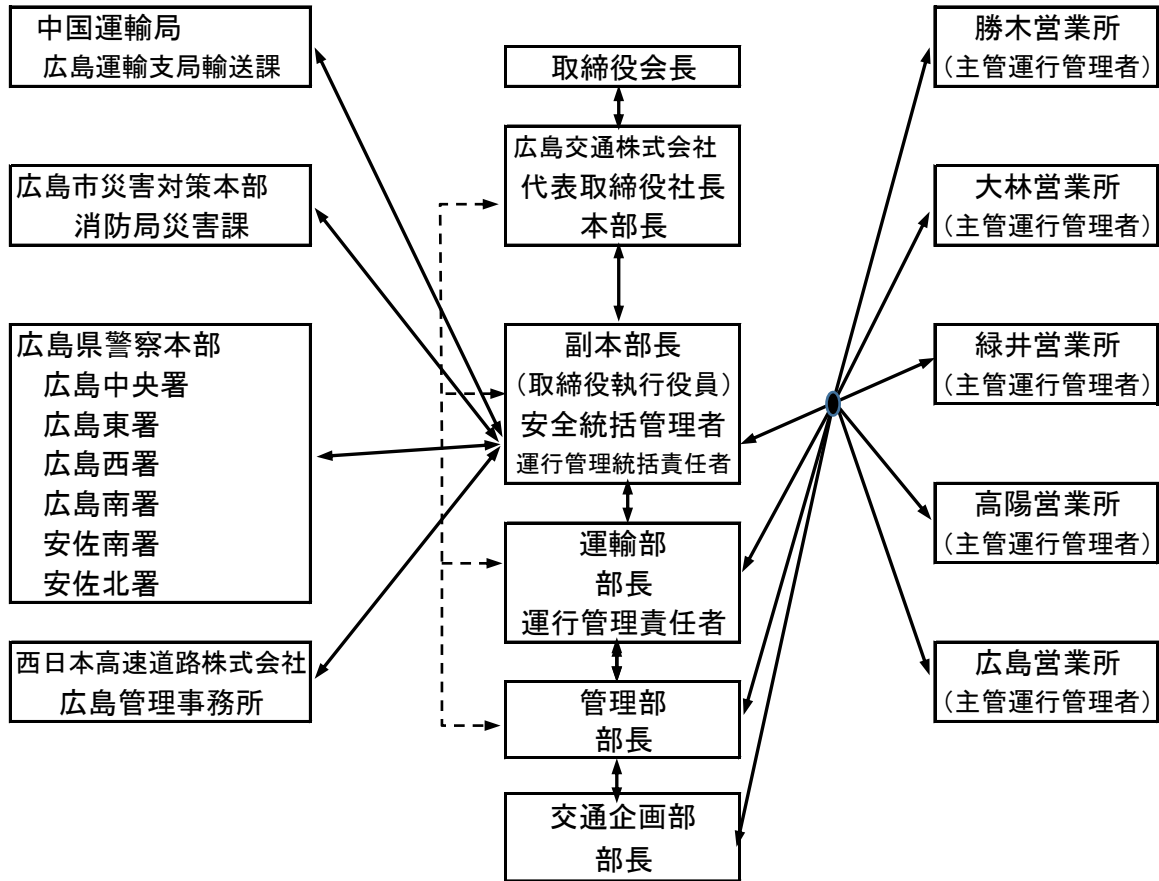 中国運輸局
広島運輸支局輸送課
広島市災害対策本部
消防局災害課
広島県警察本部
広島中央署
広島東署
広島西署
広島南署
安佐南署
安佐北署
西日本高速道路株式会社
広島管理事務所
取締役会長
広島交通株式会社
代表取締役社長
本部長
副本部長
（取締役執行役員）
安全統括管理者
運行管理統括責任者
運輸部
部長
運行管理責任者
管理部
部長
交通企画部
部長
勝木営業所
（主管運行管理者）
大林営業所
（主管運行管理者）
緑井営業所
（主管運行管理者）
高陽営業所
（主管運行管理者）
広島営業所
（主管運行管理者）